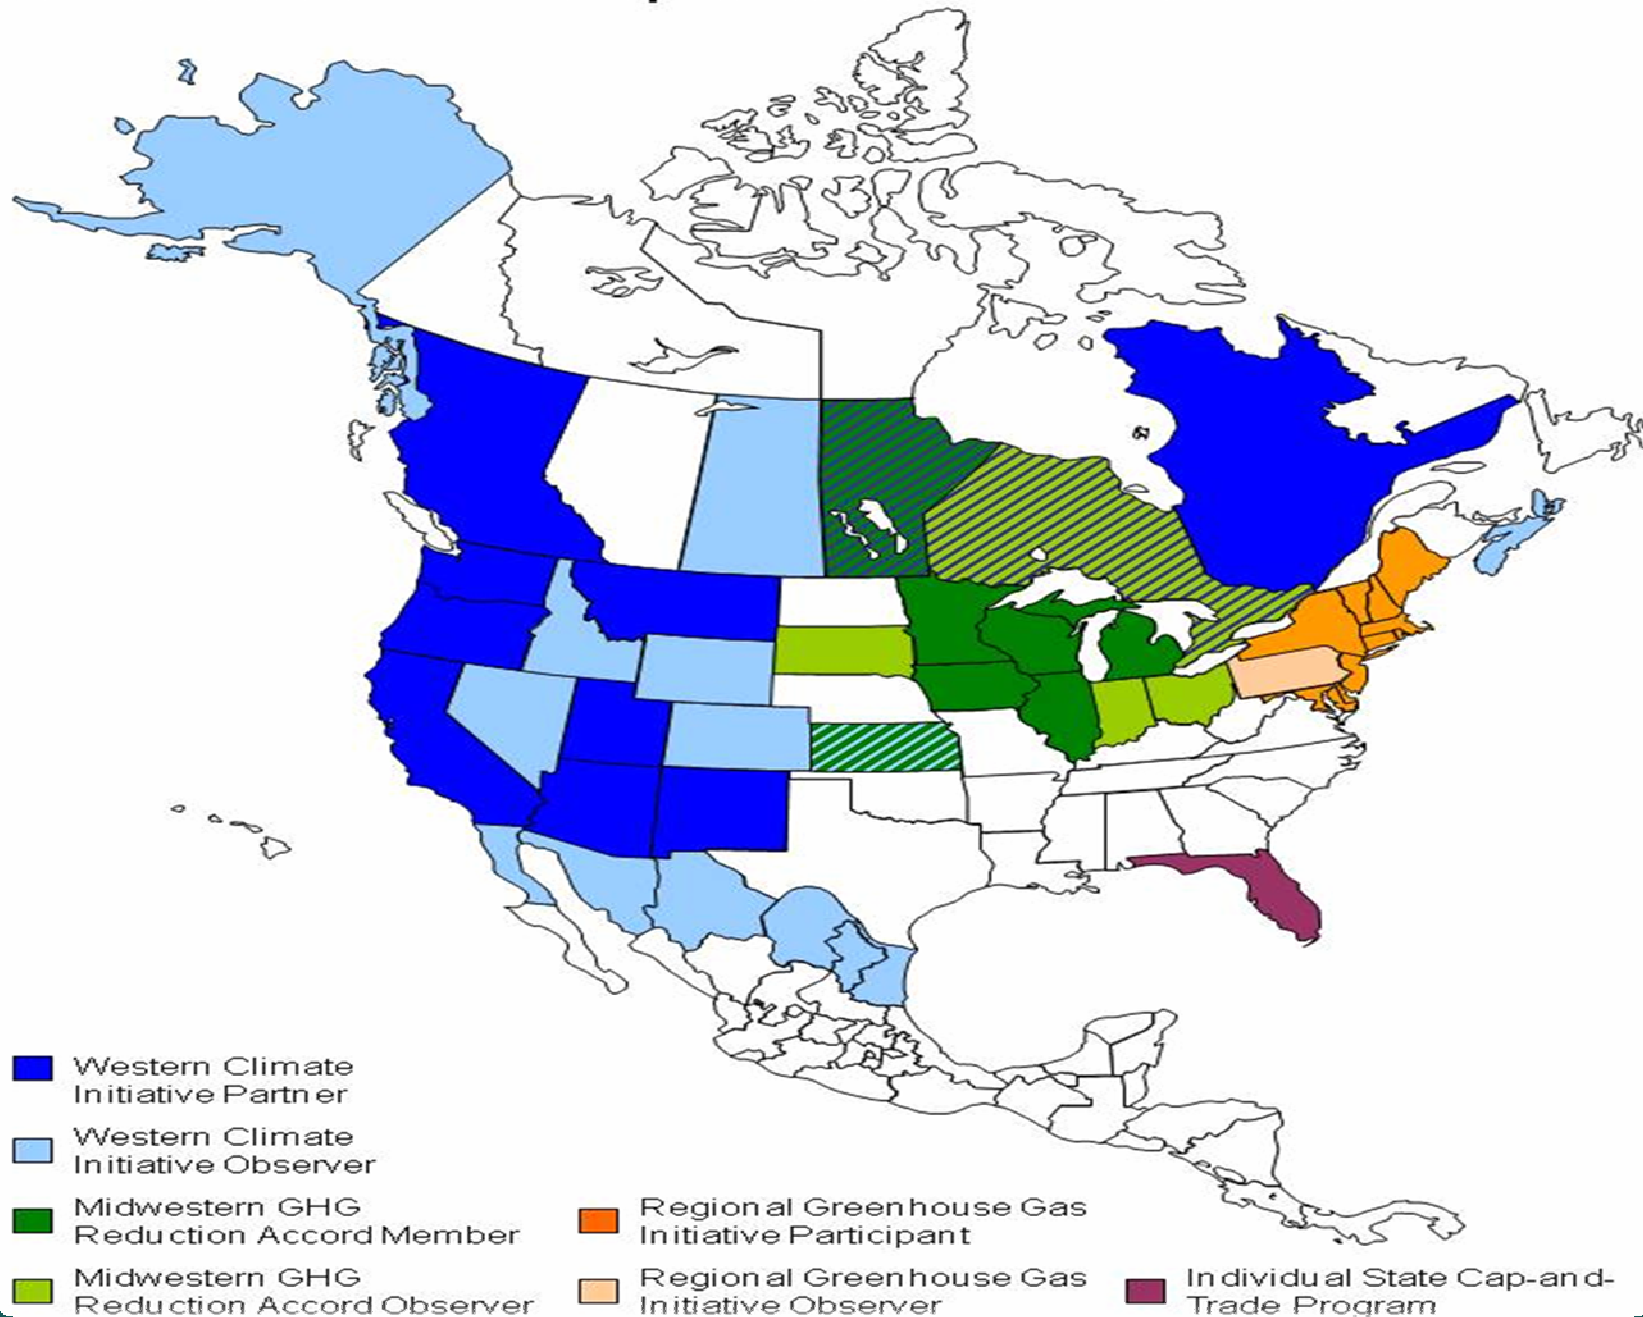 Western Climate
Initiative Partner
Western Climate
Initiative Observer
Midwestern GHG
Reduction Accord Member
Midwestern GHG
Reduction Accord Observer
Regional Greenhouse Gas
Initiative Participant
Regional Greenhouse Gas
Initiative Observer
Individual State Cap-and-
Trade Program